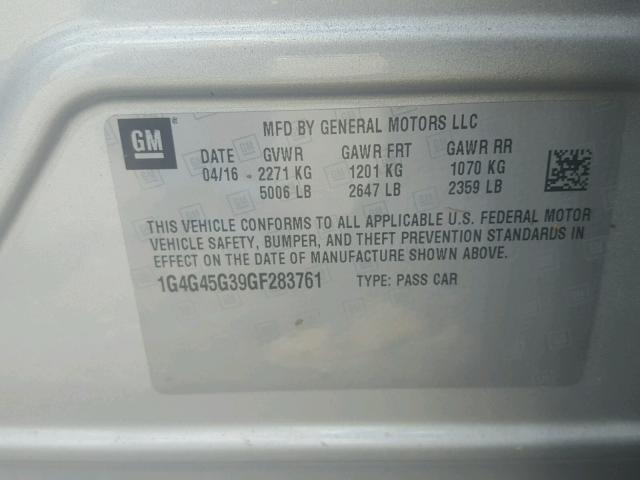 GM
MFD BY GENERAL MOTORS LLC
DATE GVWR GAWR FRT GAWR RR
04/16 - 2271 KG 1201 KG 1070 KG
5006 LB 2647 LB 2359 LB
THIS VEHICLE CONFORMS TO ALL APPLICABLE U.S. FEDERAL MOTOR
VEHICLE SAFETY, BUMPER, AND THEFT PREVENTION STANDARDS IN
EFFECT ON THE DATE OF MANUFACTURE SHOWN ABOVE.
1G4G45G39GF283761 TYPE: PASS CAR